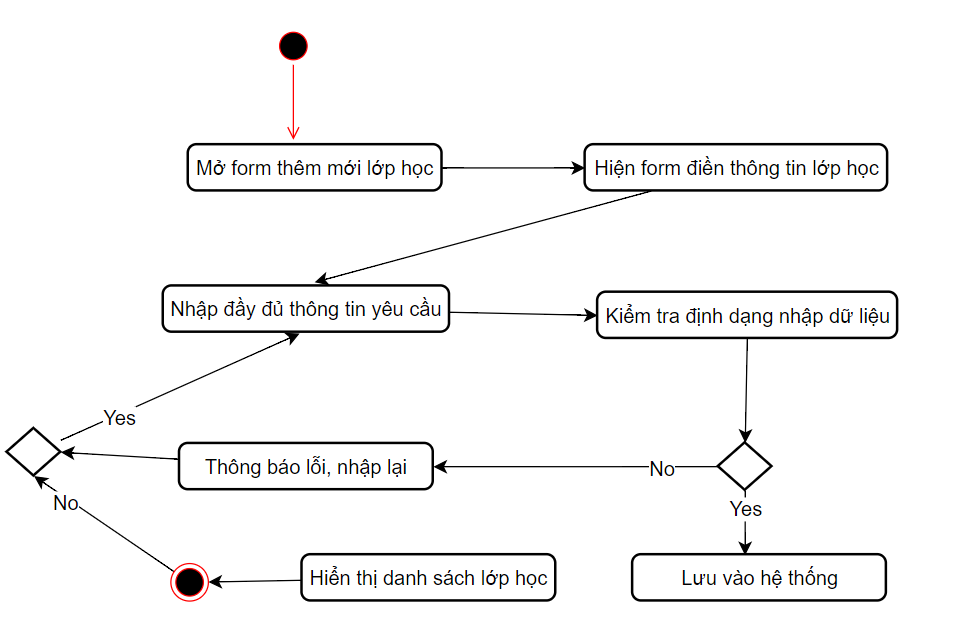 Mở form thêm mới lớp học
Hiện form điền thông tin lớp học
Nhập đầy đủ thông tin yêu cầu
Kiểm tra định dạng nhập dữ liệu
Yes
Thông báo lỗi, nhập lại
No
No
Yes
Hiển thị danh sách lớp học
Lưu vào hệ thống